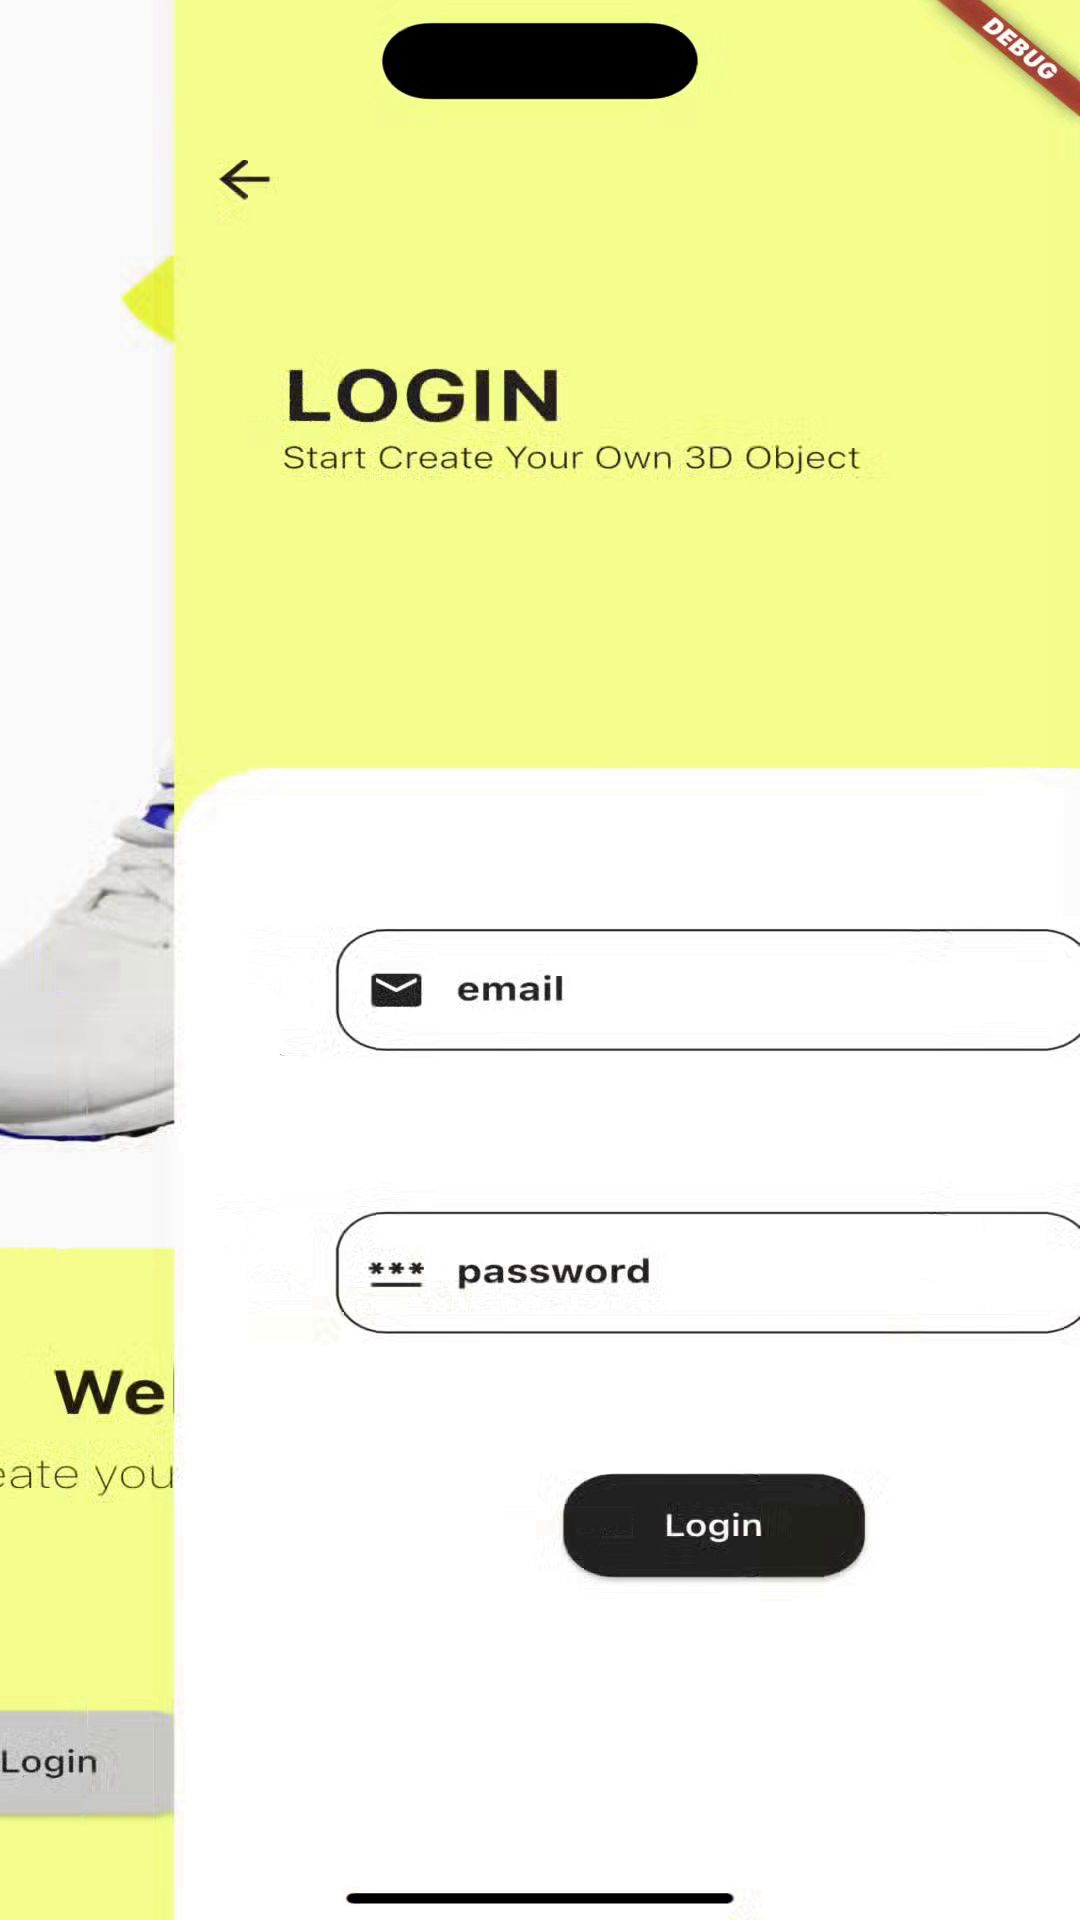 DEBUG
LOGIN
Start Create Your Own 3D Object
email
*** password
Login
We
eate you
Login